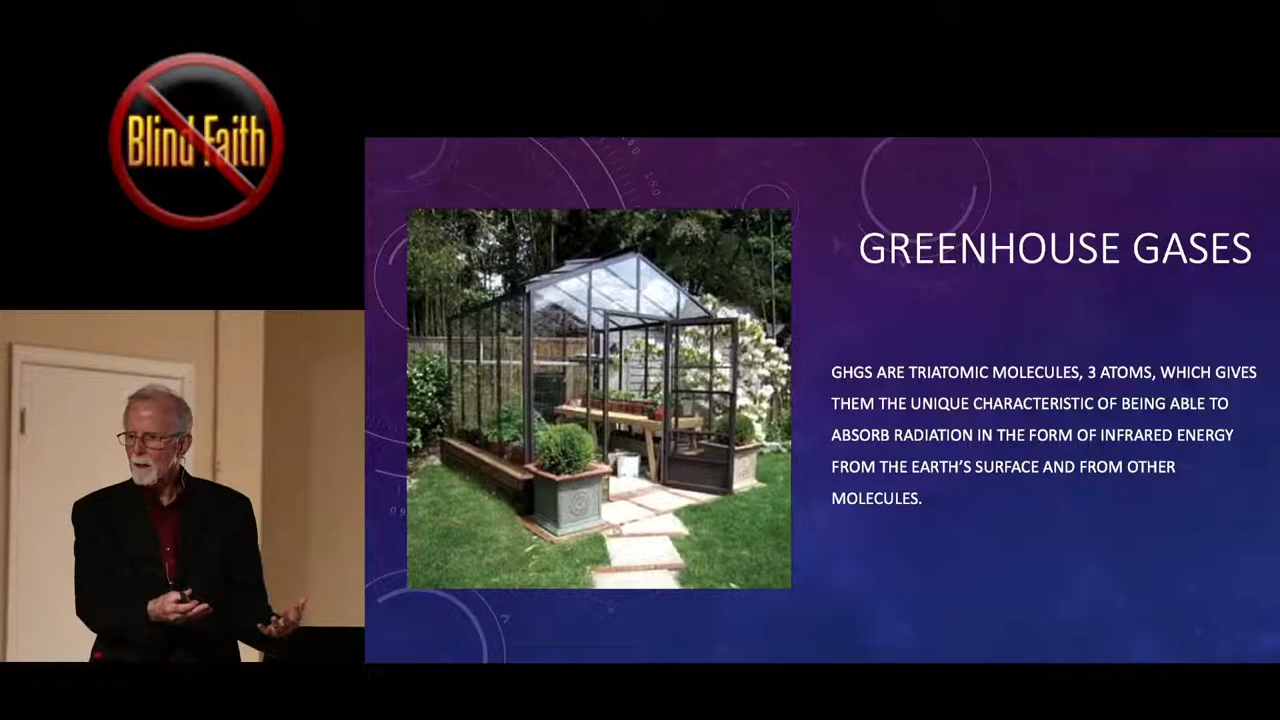 Blind Faith
GREENHOUSE GASES
GHGS ARE TRIATOMIC MOLECULES, 3 ATOMS, WHICH GIVES
THEM THE UNIQUE CHARACTERISTIC OF BEING ABLE TO
ABSORB RADIATION IN THE FORM OF INFRARED ENERGY
FROM THE EARTH'S SURFACE AND FROM OTHER
MOLECULES.